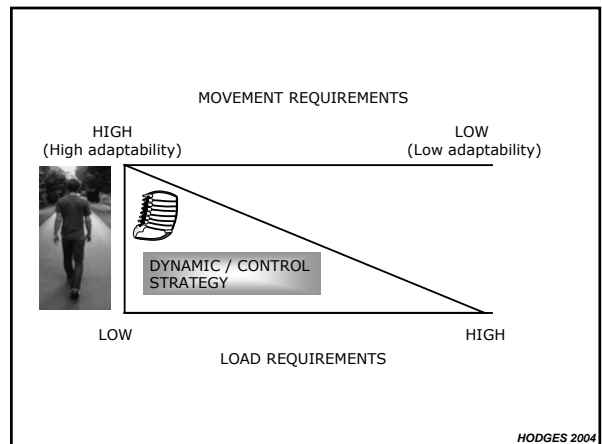 MOVEMENT REQUIREMENTS
HIGH
(High adaptability)
LOW
(Low adaptability)
DYNAMIC / CONTROL
STRATEGY
LOW
HIGH
LOAD REQUIREMENTS
HODGES 2004